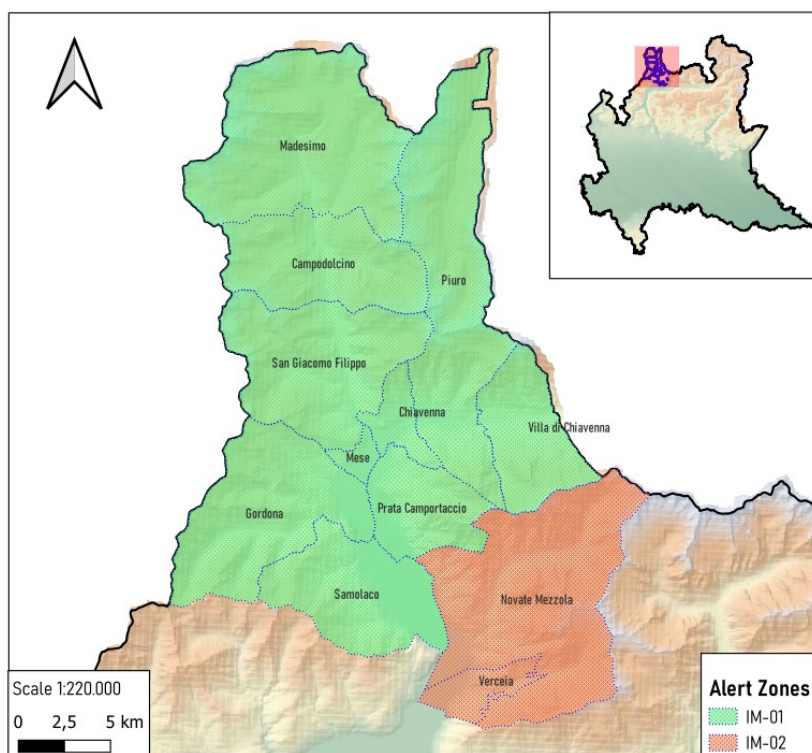 Madesimo
Campodolcino
Piuro
San Giacomo Filippo
Chiavenna
Villa di Chiavenna
Mese
Gordona
Prata Camportaccio
Samolaco
Novate Mezzola
Verceia
Scale 1:220.000
0 2,5 5 km
Alert Zones
IM-01
IM-02